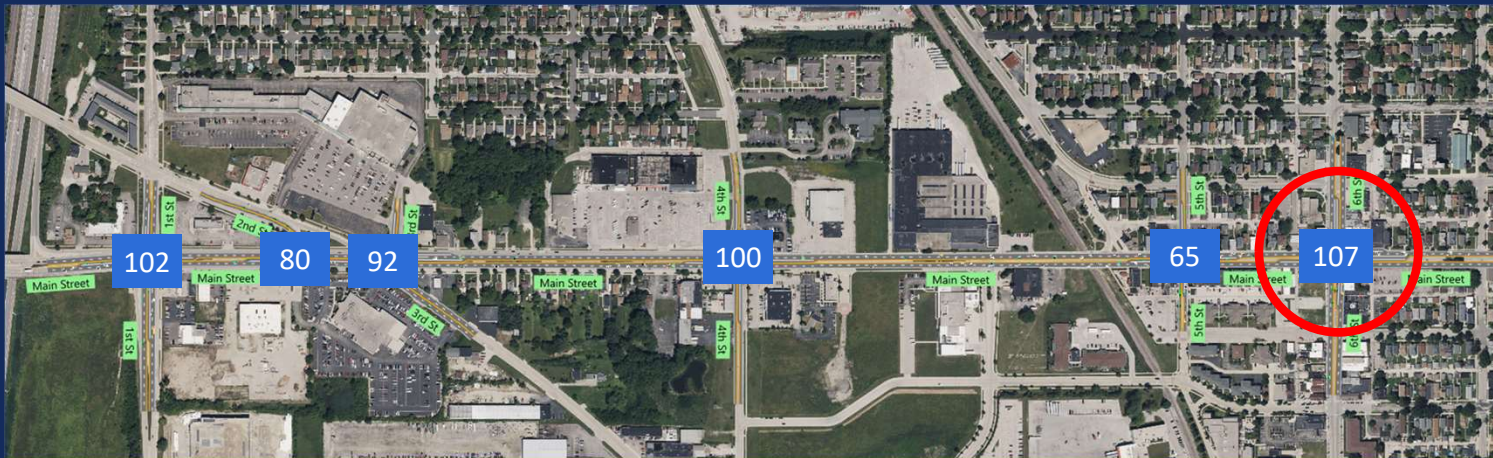 1st St
2nd St
3rd St
4th St
5th St
6th St
102
80
92
100
65
107
Main Street
Main Street
Main Street
Main Street
Main Street
Main Street
1st St
3rd St
4th St
5th St
6th St